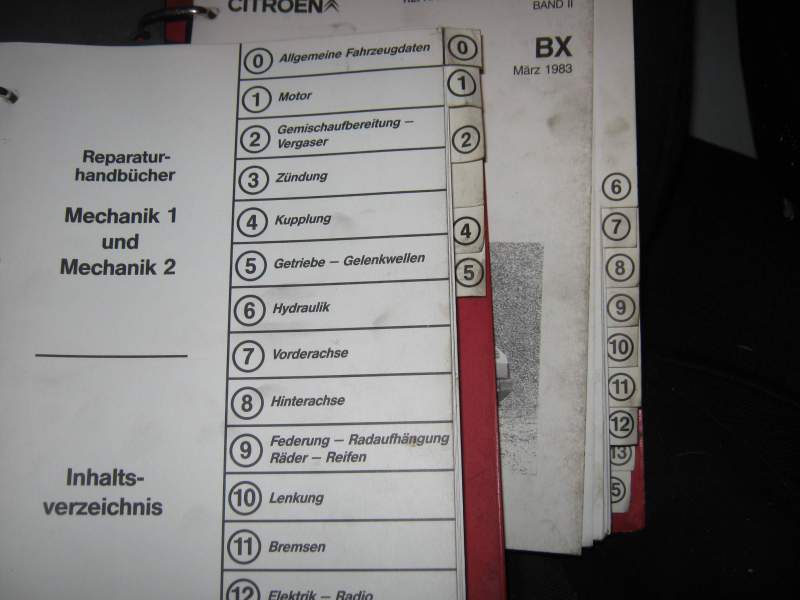 CITROËN
BAND II
BX
März 1983
Reparatur-
handbücher
Mechanik 1
und
Mechanik 2
Inhalts-
verzeichnis
0 Allgemeine Fahrzeugdaten
1 Motor
2 Gemischaufbereitung –
Vergaser
3 Zündung
4 Kupplung
5 Getriebe – Gelenkwellen
6 Hydraulik
7 Vorderachse
8 Hinterachse
9 Federung – Radaufhängung
Räder – Reifen
10 Lenkung
11 Bremsen
12 Elektrik – Radio
0
1
2
4
5
6
7
8
9
10
11
12
13
5